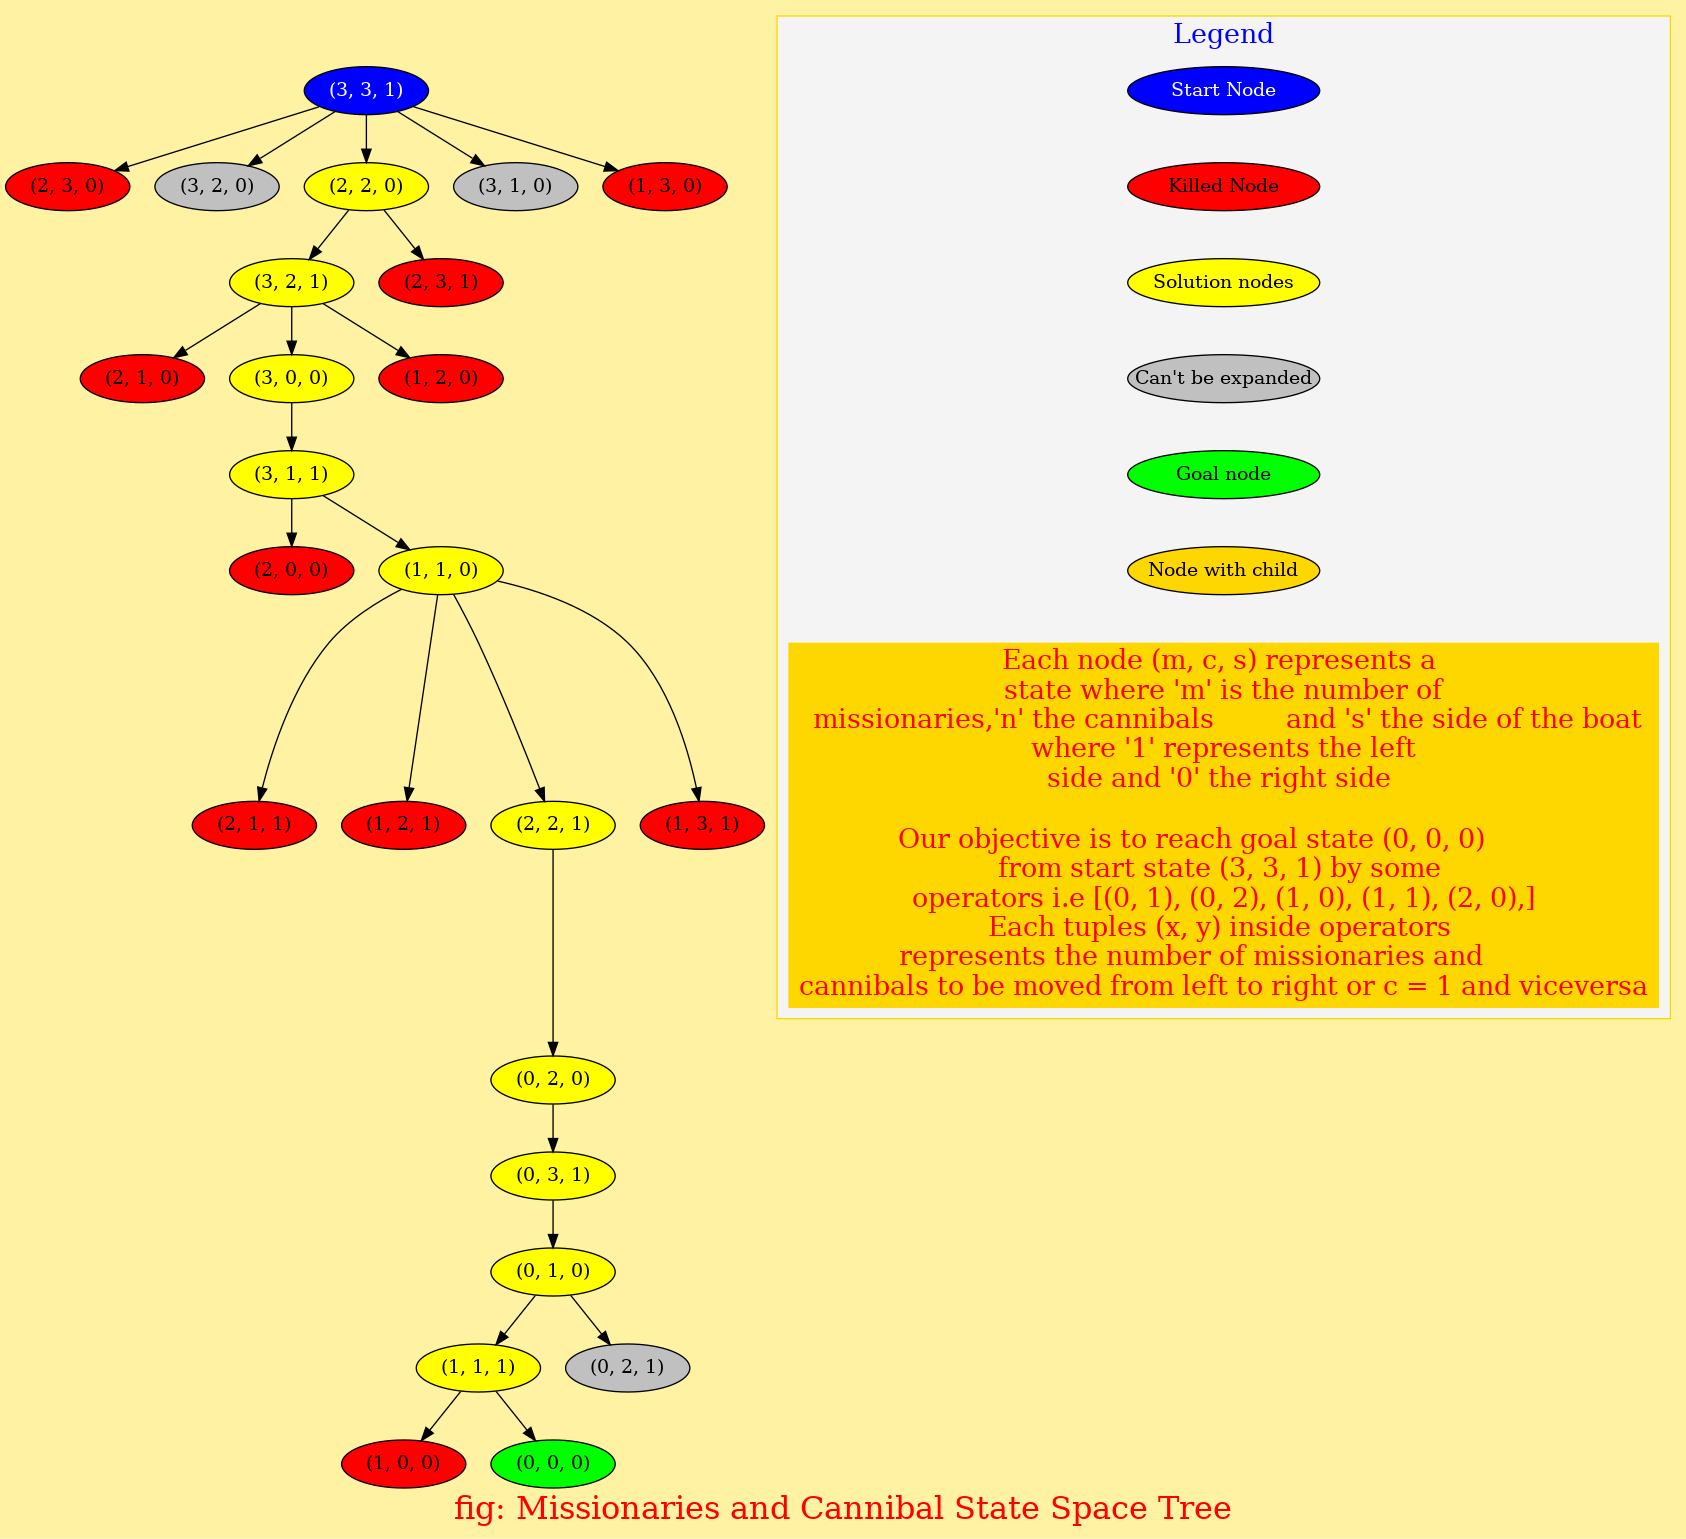 (3, 3, 1)
(2, 3, 0)
(3, 2, 0)
(2, 2, 0)
(3, 1, 0)
(1, 3, 0)
(3, 2, 1)
(2, 3, 1)
(2, 1, 0)
(3, 0, 0)
(1, 2, 0)
(3, 1, 1)
(2, 0, 0)
(1, 1, 0)
(2, 1, 1)
(1, 2, 1)
(2, 2, 1)
(1, 3, 1)
(0, 2, 0)
(0, 3, 1)
(0, 1, 0)
(1, 1, 1)
(0, 2, 1)
(1, 0, 0)
(0, 0, 0)
Legend
Start Node
Killed Node
Solution nodes
Can't be expanded
Goal node
Node with child
Each node (m, c, s) represents a
state where 'm' is the number of
missionaries,'n' the cannibals and 's' the side of the boat
where '1' represents the left
side and '0' the right side
Our objective is to reach goal state (0, 0, 0)
from start state (3, 3, 1) by some
operators i.e [(0, 1), (0, 2), (1, 0), (1, 1), (2, 0),]
Each tuples (x, y) inside operators
represents the number of missionaries and
cannibals to be moved from left to right or c = 1 and viceversa
fig: Missionaries and Cannibal State Space Tree